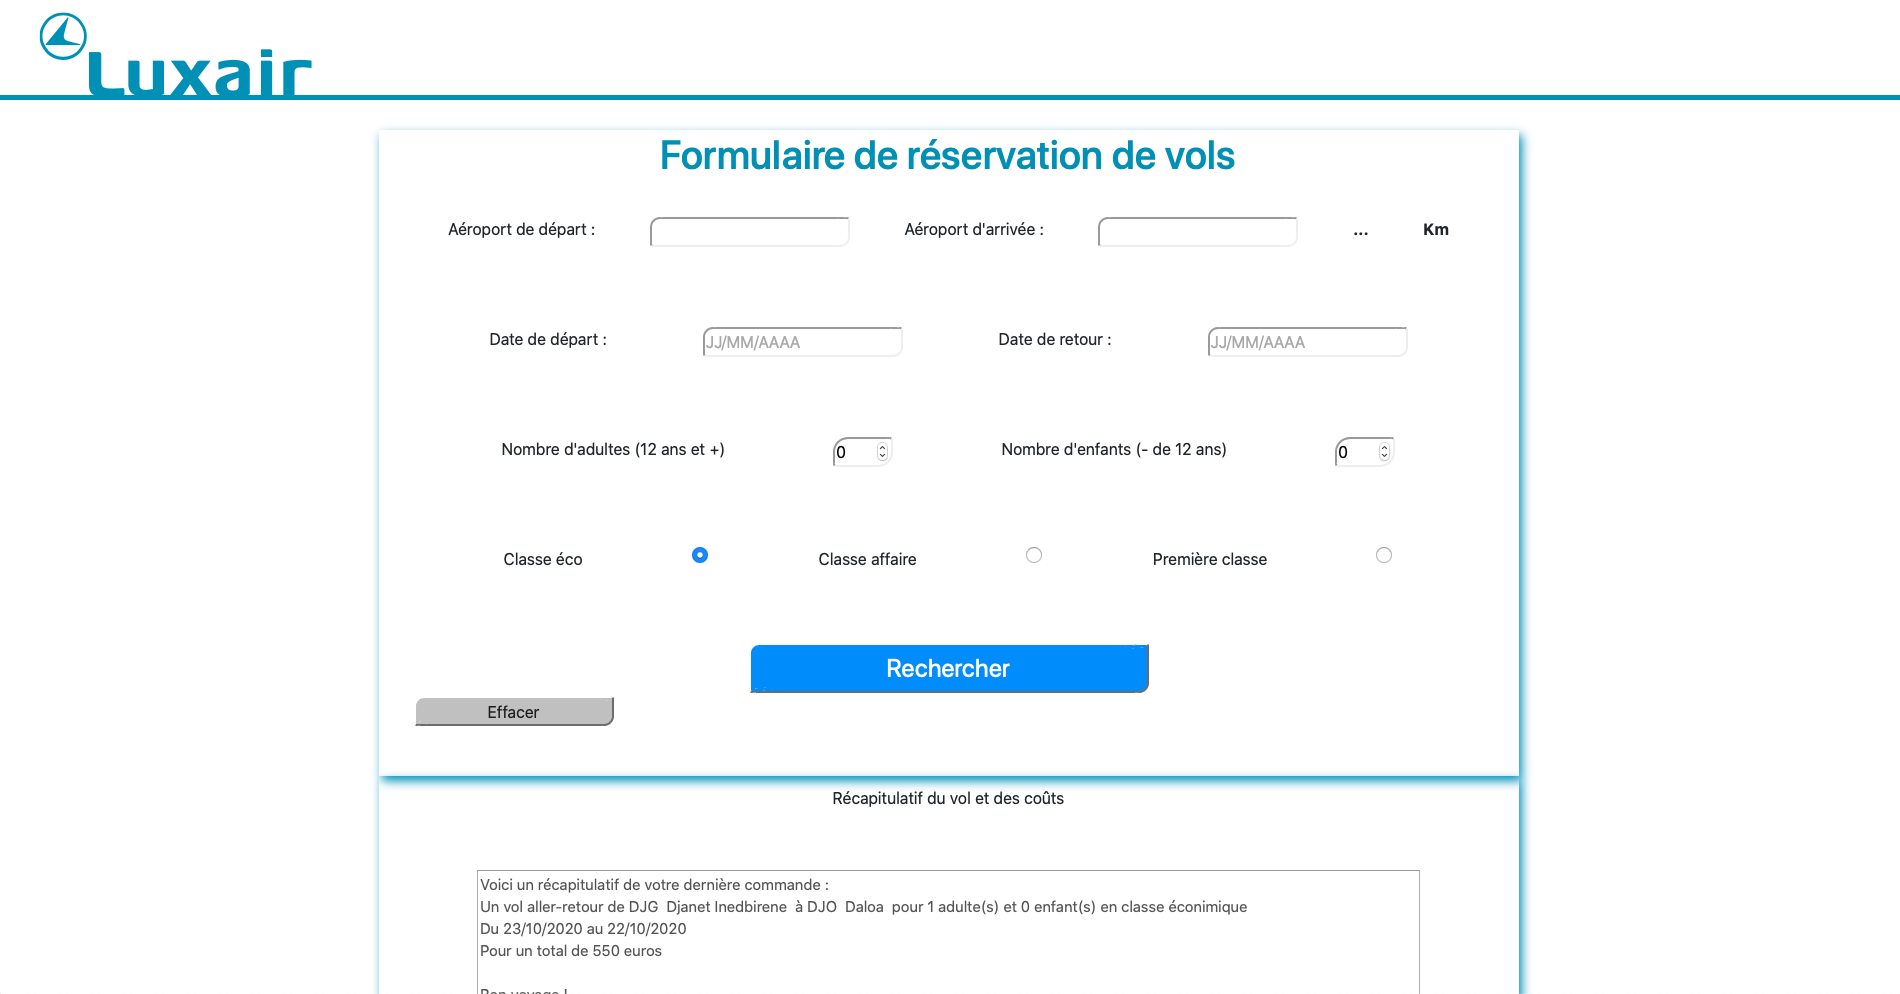 Luxair
Formulaire de réservation de vols
Aéroport de départ : Aéroport d'arrivée : ... Km
Date de départ : JJ/MM/AAAA Date de retour : JJ/MM/AAAA
Nombre d'adultes (12 ans et +) 0 Nombre d'enfants (- de 12 ans) 0
Classe éco Classe affaire Première classe
Rechercher
Effacer
Récapitulatif du vol et des coûts
Voici un récapitulatif de votre dernière commande :
Un vol aller-retour de DJG  Djanet Inedbirene  à DJO  Daloa  pour 1 adulte(s) et 0 enfant(s) en classe éconimique
Du 23/10/2020 au 22/10/2020
Pour un total de 550 euros
Bon voyage !